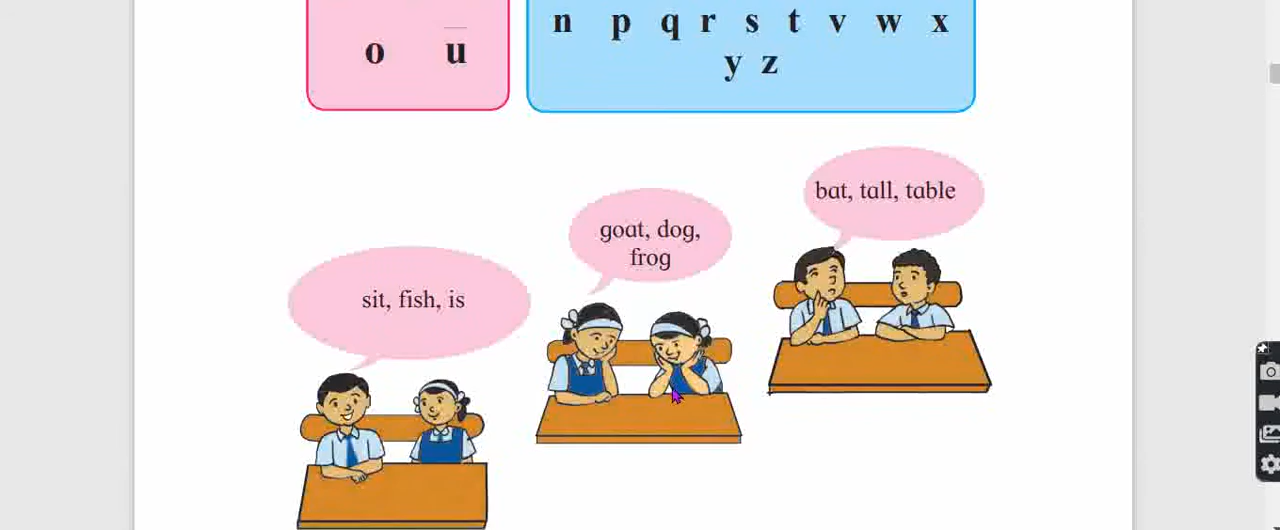 o u
n p q r s t v w x
y z
bat, tall, table
goat, dog,
frog
sit, fish, is